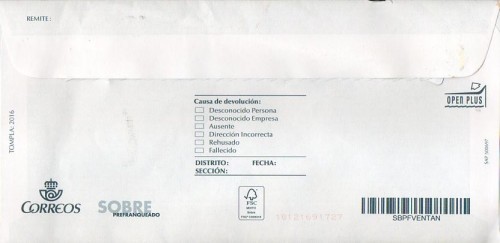 REMITE:
OPEN PLUS
TOMPLA: 2016
Causa de devolución:
Desconocido Persona
Desconocido Empresa
Ausente
Dirección Incorrecta
Rehusado
Fallecido
DISTRITO: FECHA:
SECCIÓN:
CORREOS
SOBRE
PREFRANQUEADO
FSC
MIXTO
SBPFVENTAN